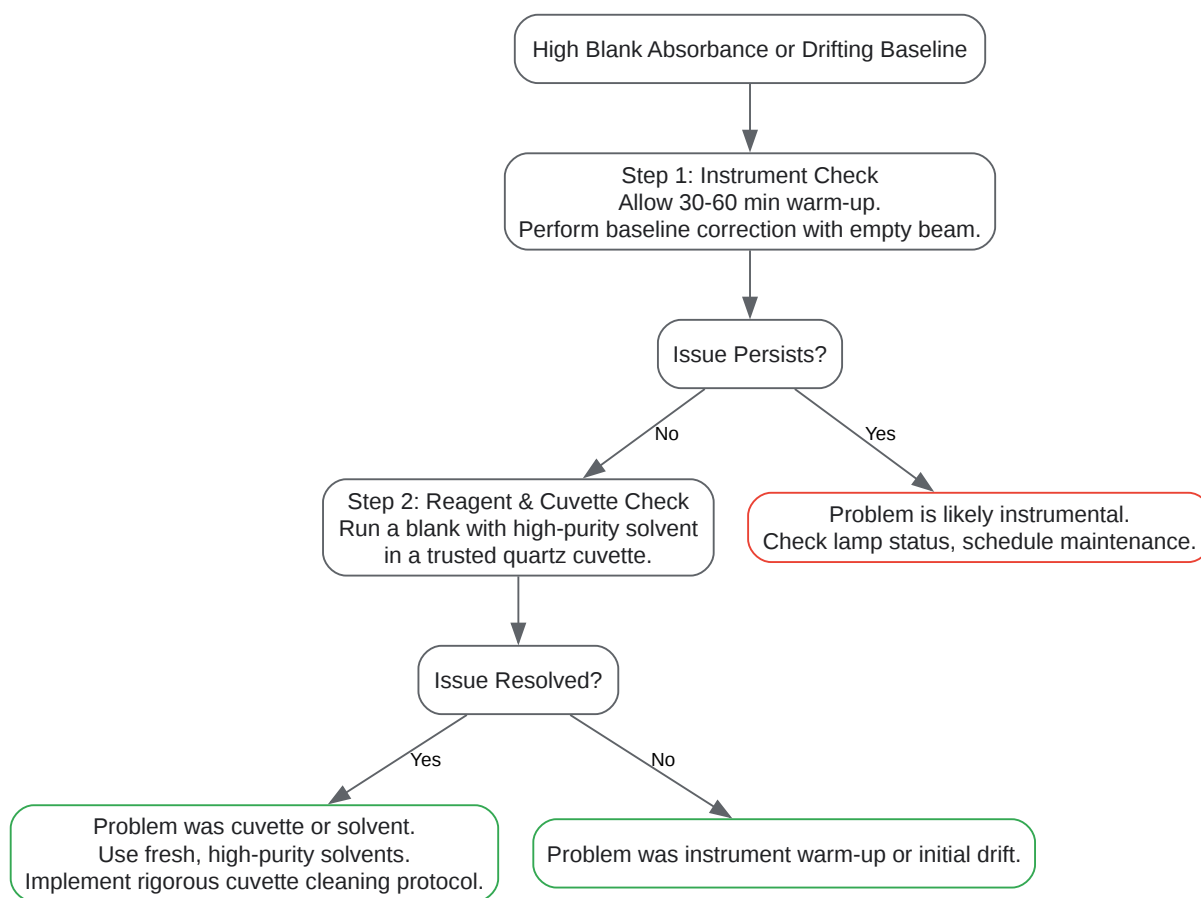 High Blank Absorbance or Drifting Baseline
Step 1: Instrument Check
Allow 30-60 min warm-up.
Perform baseline correction with empty beam.
Issue Persists?
No
Yes
Step 2: Reagent & Cuvette Check
Run a blank with high-purity solvent
in a trusted quartz cuvette.
Problem is likely instrumental.
Check lamp status, schedule maintenance.
Issue Resolved?
Yes
No
Problem was cuvette or solvent.
Use fresh, high-purity solvents.
Implement rigorous cuvette cleaning protocol.
Problem was instrument warm-up or initial drift.